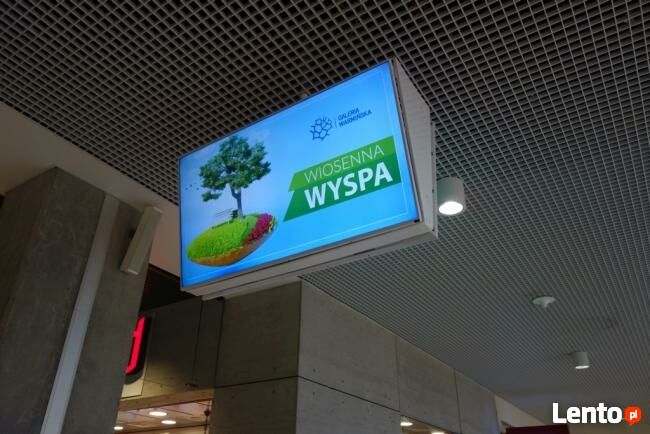 GALERIA
WARMIŃSKA
WIOSENNA
WYSPA
Lento.pl